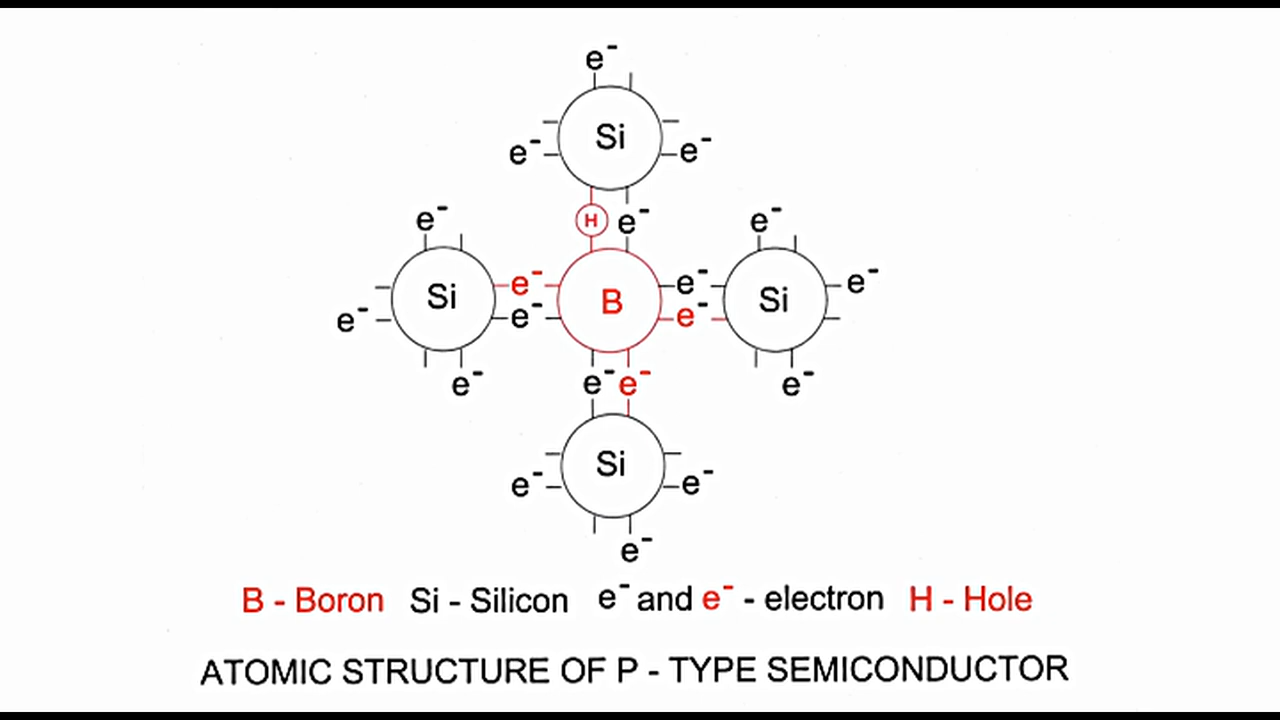 e⁻
Si
e⁻ e⁻
H e⁻
e⁻ e⁻
e⁻ e⁻ e⁻
Si B Si
e⁻ e⁻ e⁻
e⁻ e⁻ e⁻ e⁻
Si
e⁻ e⁻
e⁻
B - Boron Si - Silicon e⁻ and e⁻ - electron H - Hole
ATOMIC STRUCTURE OF P - TYPE SEMICONDUCTOR